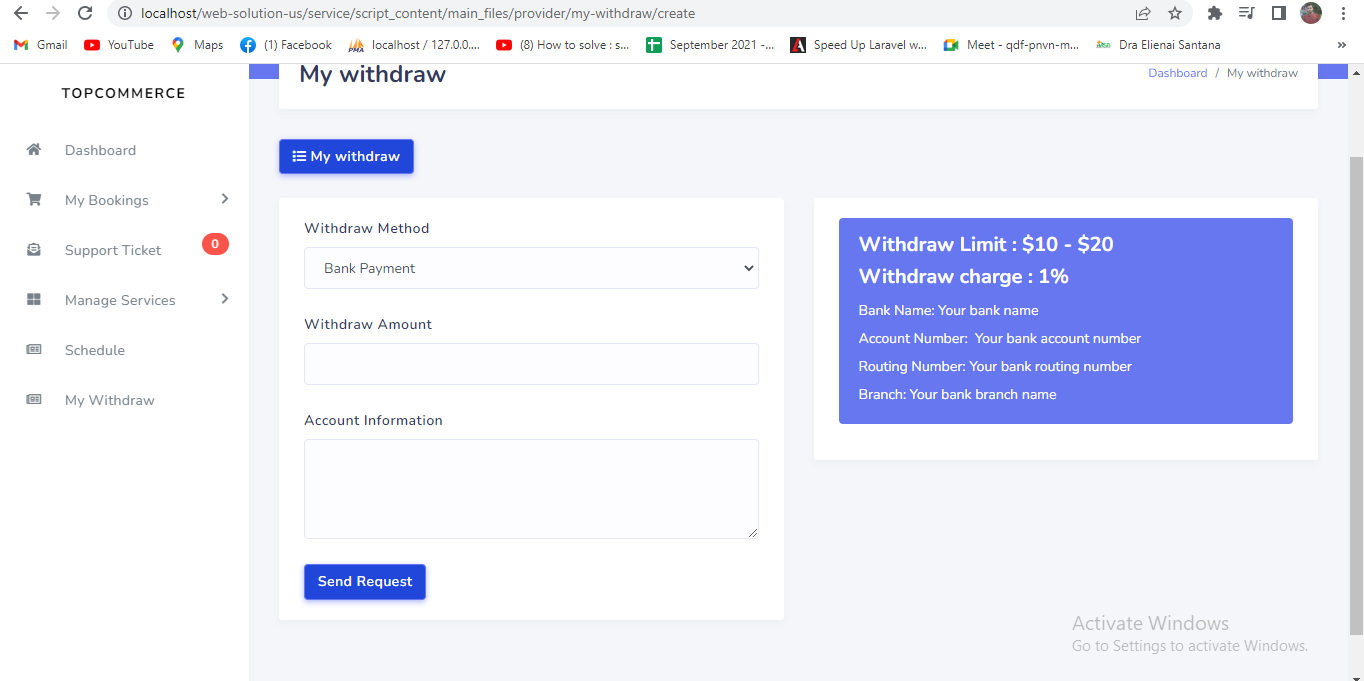 localhost/web-solution-us/service/script_content/main_files/provider/my-withdraw/create
Gmail YouTube Maps (1) Facebook localhost / 127.0.0.... (8) How to solve : s... September 2021 -... Speed Up Laravel w... Meet - qdf-pnvn-m... Dra Elienai Santana »
My withdraw
Dashboard / My withdraw
TOPCOMMERCE
Dashboard
My Bookings
Support Ticket 0
Manage Services
Schedule
My Withdraw
My withdraw
Withdraw Method
Bank Payment
Withdraw Amount
Account Information
Send Request
Withdraw Limit : $10 - $20
Withdraw charge : 1%
Bank Name: Your bank name
Account Number: Your bank account number
Routing Number: Your bank routing number
Branch: Your bank branch name
Activate Windows
Go to Settings to activate Windows.